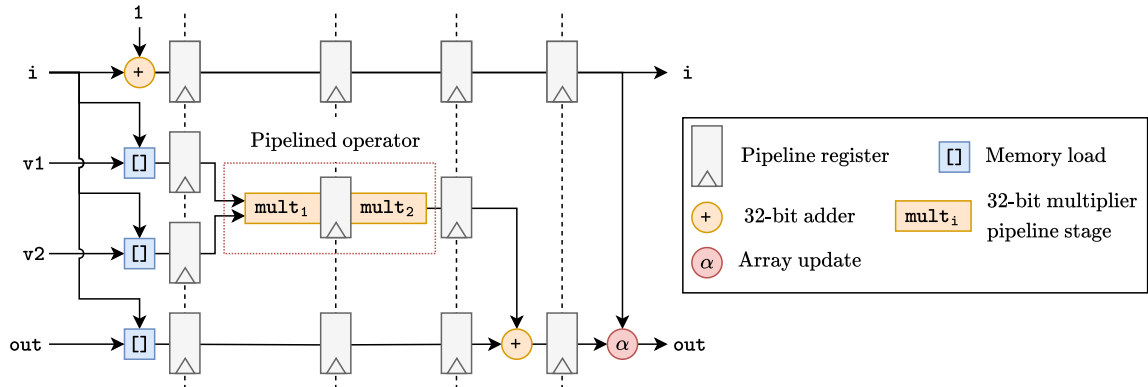 1
i
+
i
Pipelined operator
v1
[]
mult1
mult2
v2
[]
out
[]
+
α
out
Pipeline register
[]
Memory load
+
32-bit adder
multi
32-bit multiplier
pipeline stage
α
Array update